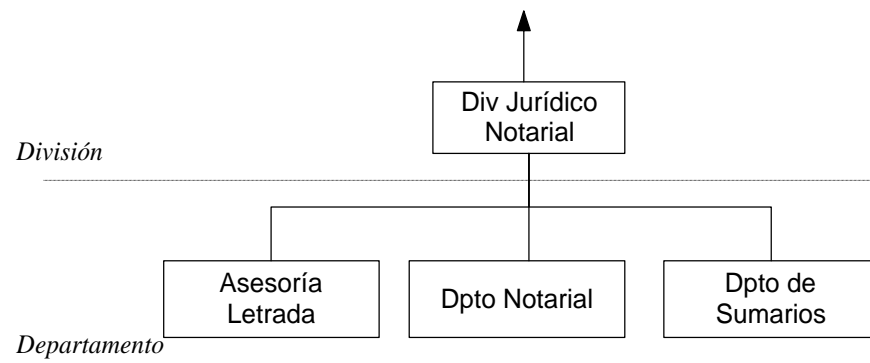 Div Jurídico
Notarial
División
Asesoría
Letrada
Dpto Notarial
Dpto de
Sumarios
Departamento